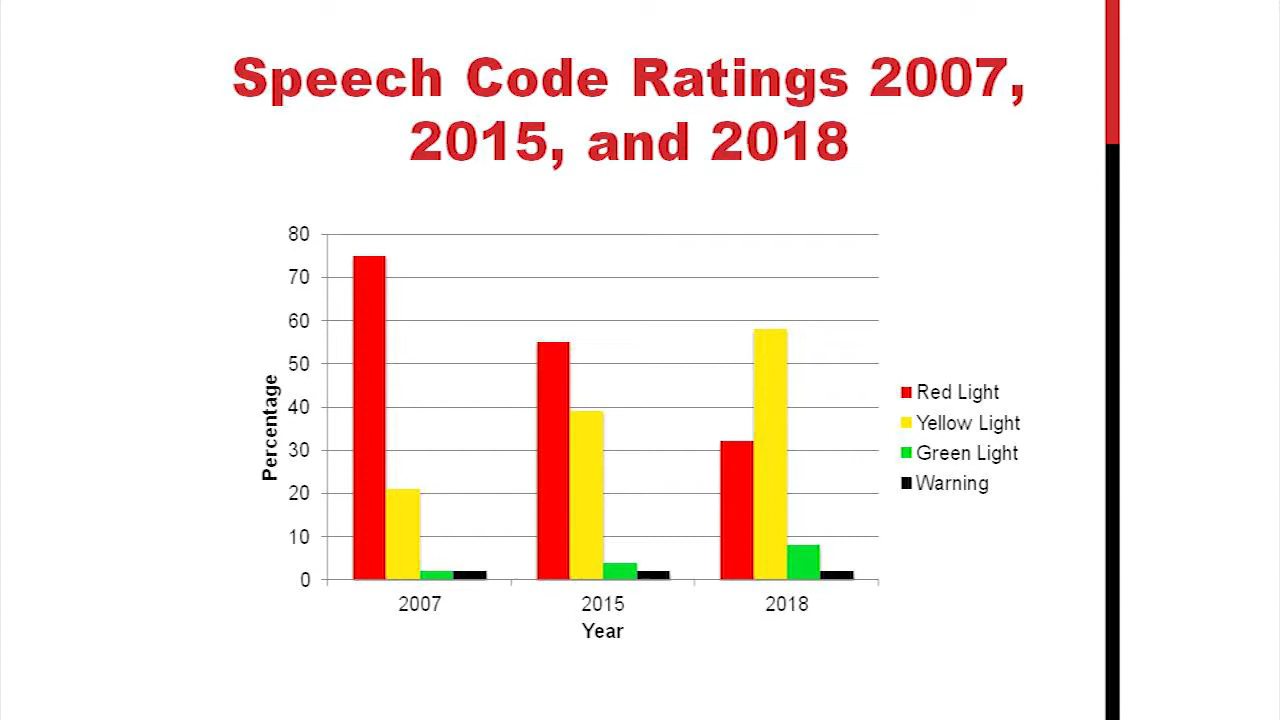 Speech Code Ratings 2007,
2015, and 2018
80
70
60
50
40
30
20
10
0
Percentage
2007
2015
2018
Year
Red Light
Yellow Light
Green Light
Warning